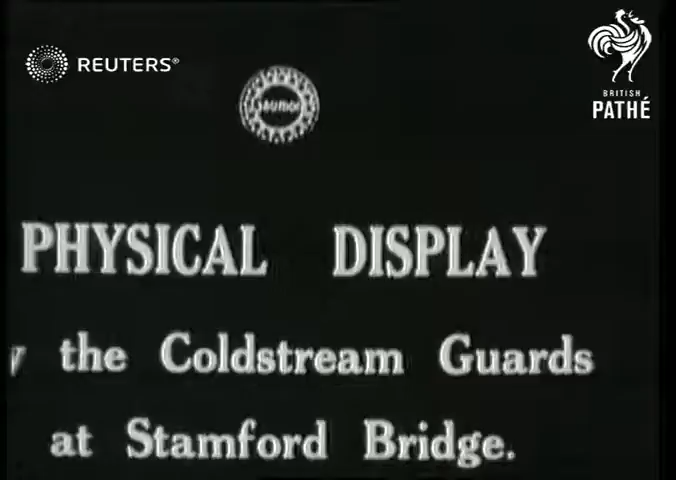 REUTERS®
BRITISH
PATHÉ
PHYSICAL DISPLAY
y the Coldstream Guards
at Stamford Bridge.